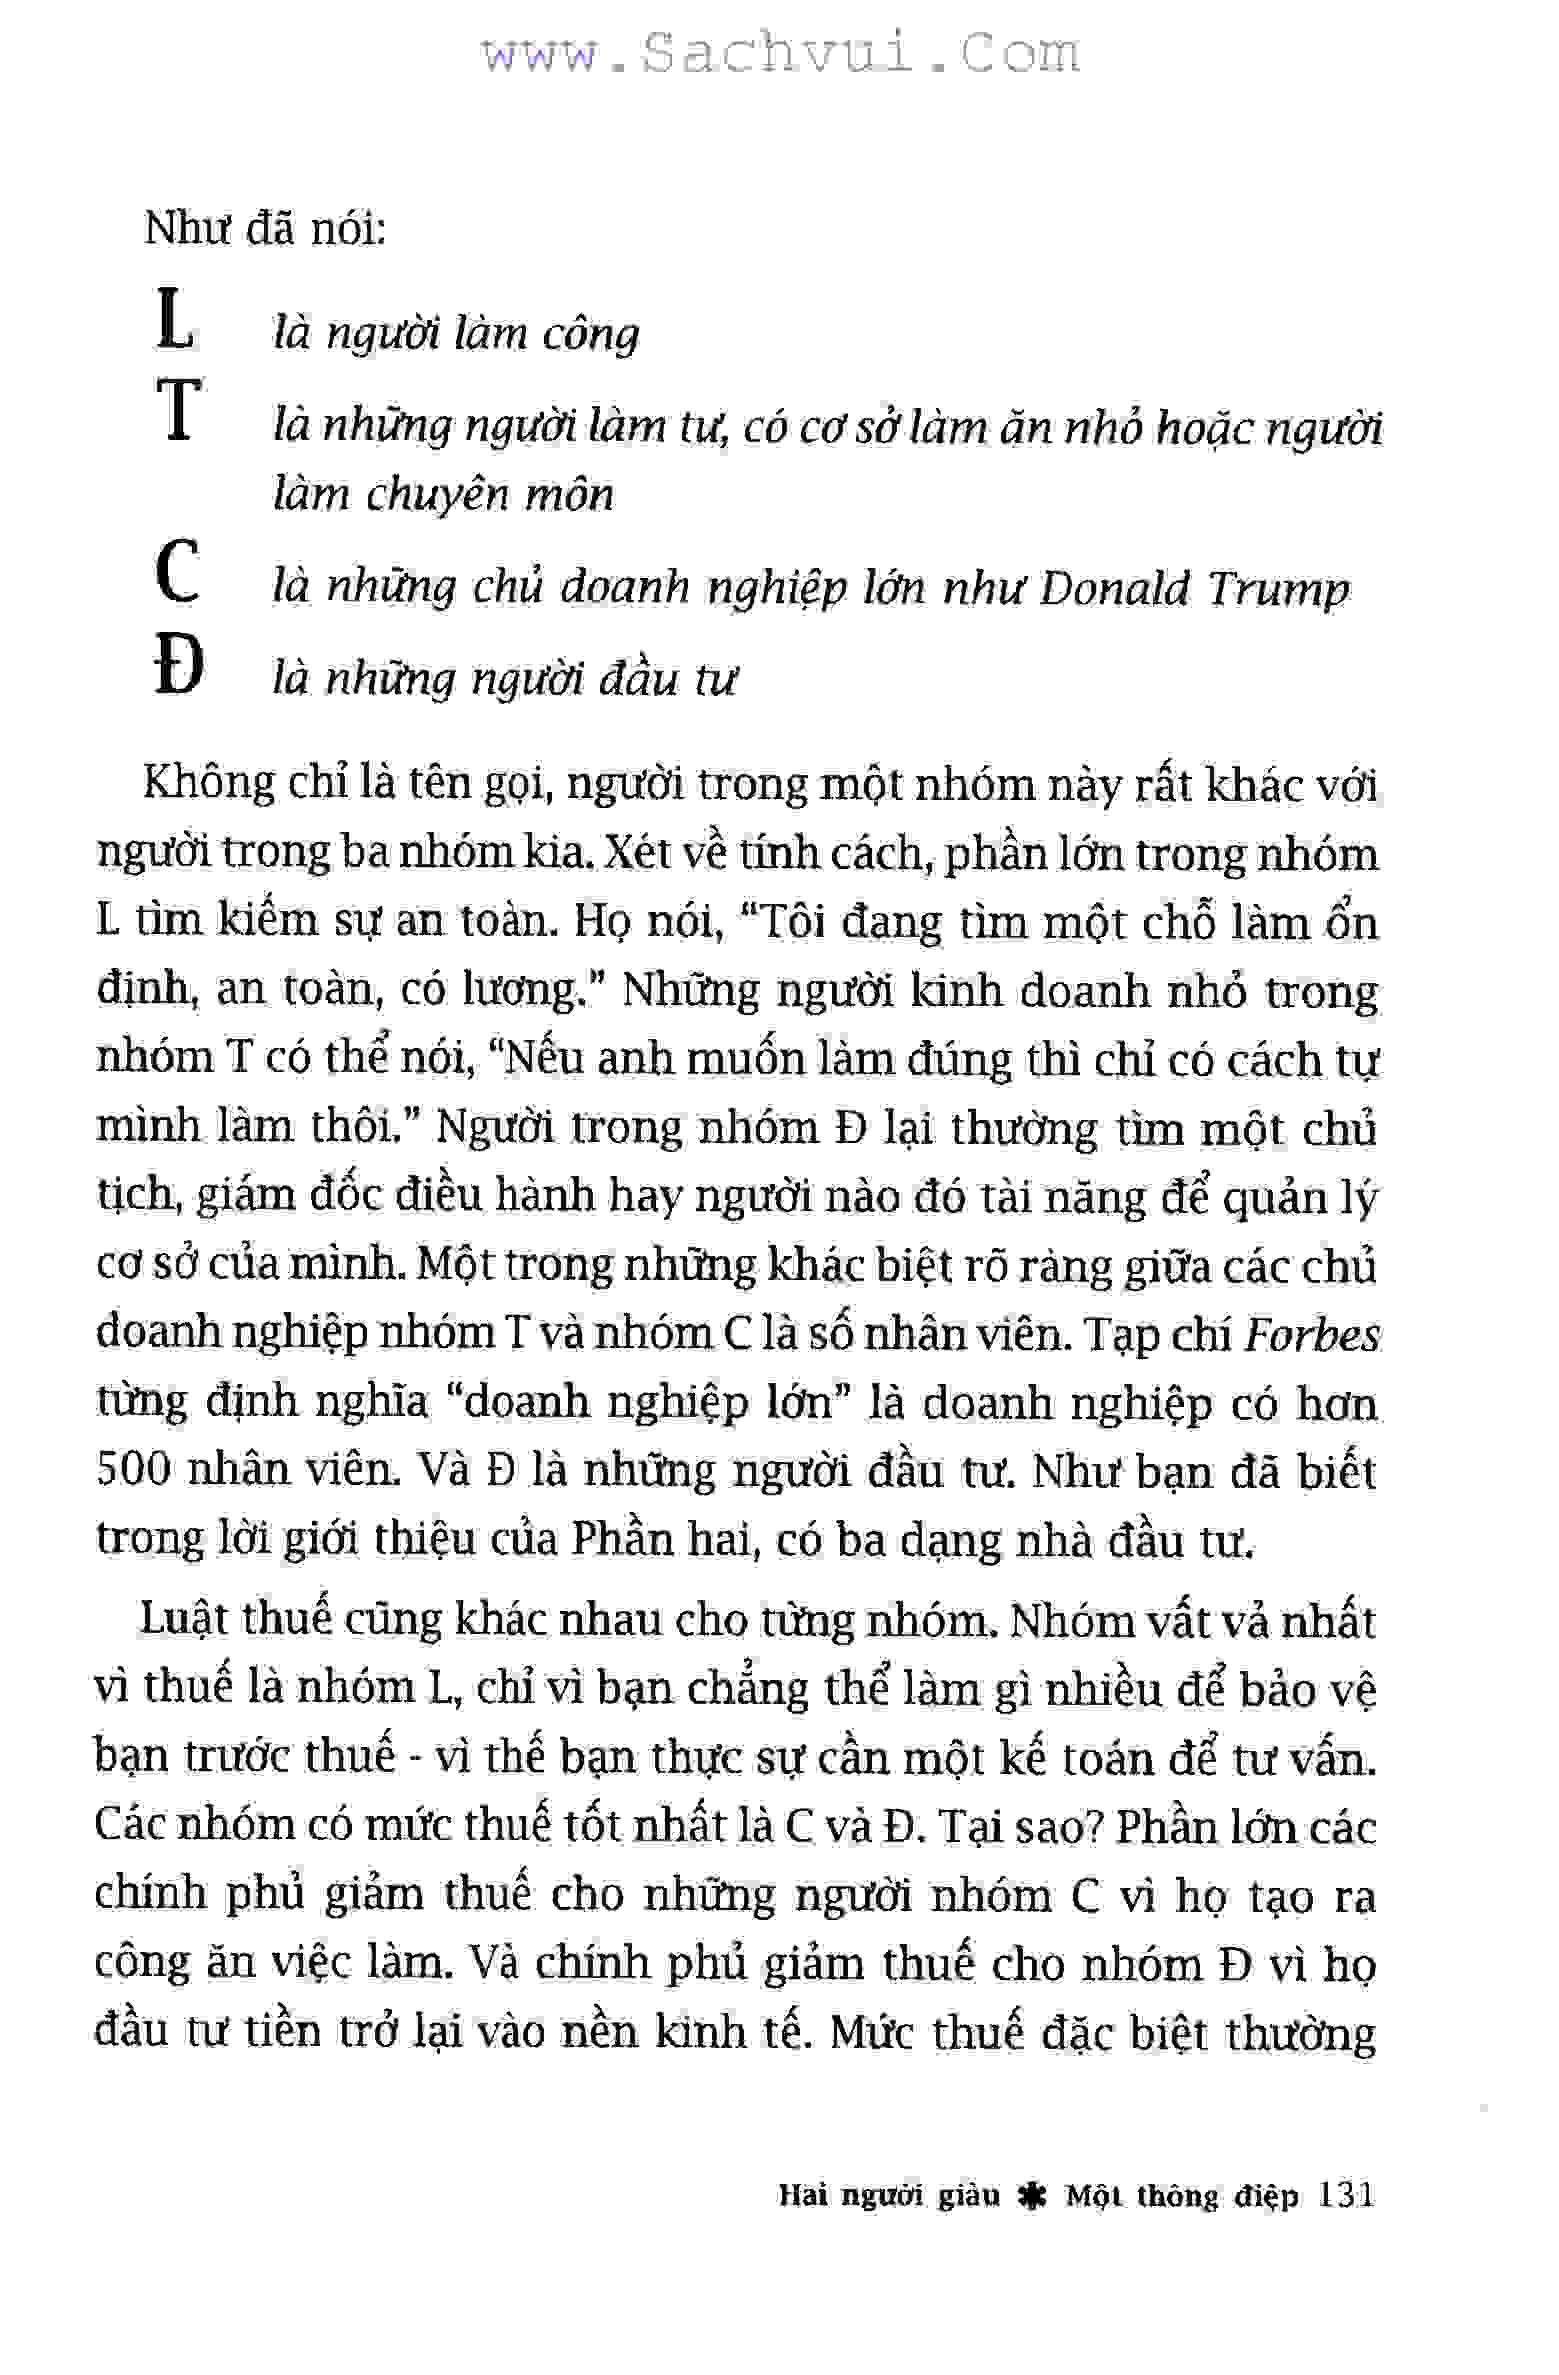 www.Sachvui.Com
Như đã nói:
L là người làm công
T là những người làm tư, có cơ sở làm ăn nhỏ hoặc người
làm chuyên môn
C là những chủ doanh nghiệp lớn như Donald Trump
Đ là những người đầu tư
Không chỉ là tên gọi, người trong một nhóm này rất khác với
người trong ba nhóm kia. Xét về tính cách, phần lớn trong nhóm
L tìm kiếm sự an toàn. Họ nói, “Tôi đang tìm một chỗ làm ổn
định, an toàn, có lương.” Những người kinh doanh nhỏ trong
nhóm T có thể nói, “Nếu anh muốn làm đúng thì chỉ có cách tự
mình làm thôi.” Người trong nhóm Đ lại thường tìm một chủ
tịch, giám đốc điều hành hay người nào đó tài năng để quản lý
cơ sở của mình. Một trong những khác biệt rõ ràng giữa các chủ
doanh nghiệp nhóm T và nhóm C là số nhân viên. Tạp chí Forbes
từng định nghĩa “doanh nghiệp lớn” là doanh nghiệp có hơn
500 nhân viên. Và Đ là những người đầu tư. Như bạn đã biết
trong lời giới thiệu của Phần hai, có ba dạng nhà đầu tư.
Luật thuế cũng khác nhau cho từng nhóm. Nhóm vất vả nhất
vì thuế là nhóm L, chỉ vì bạn chẳng thể làm gì nhiều để bảo vệ
bạn trước thuế - vì thế bạn thực sự cần một kế toán để tư vấn.
Các nhóm có mức thuế tốt nhất là C và Đ. Tại sao? Phần lớn các
chính phủ giảm thuế cho những người nhóm C vì họ tạo ra
công ăn việc làm. Và chính phủ giảm thuế cho nhóm Đ vì họ
đầu tư tiền trở lại vào nền kinh tế. Mức thuế đặc biệt thường
Hai người giàu ✱ Một thông điệp 131